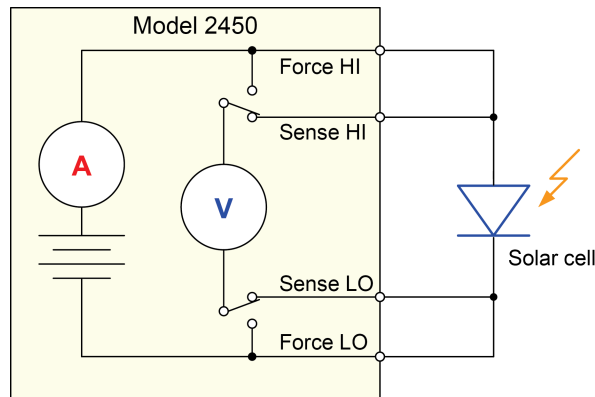 Model 2450
Force HI
Sense HI
A
V
Solar cell
Sense LO
Force LO